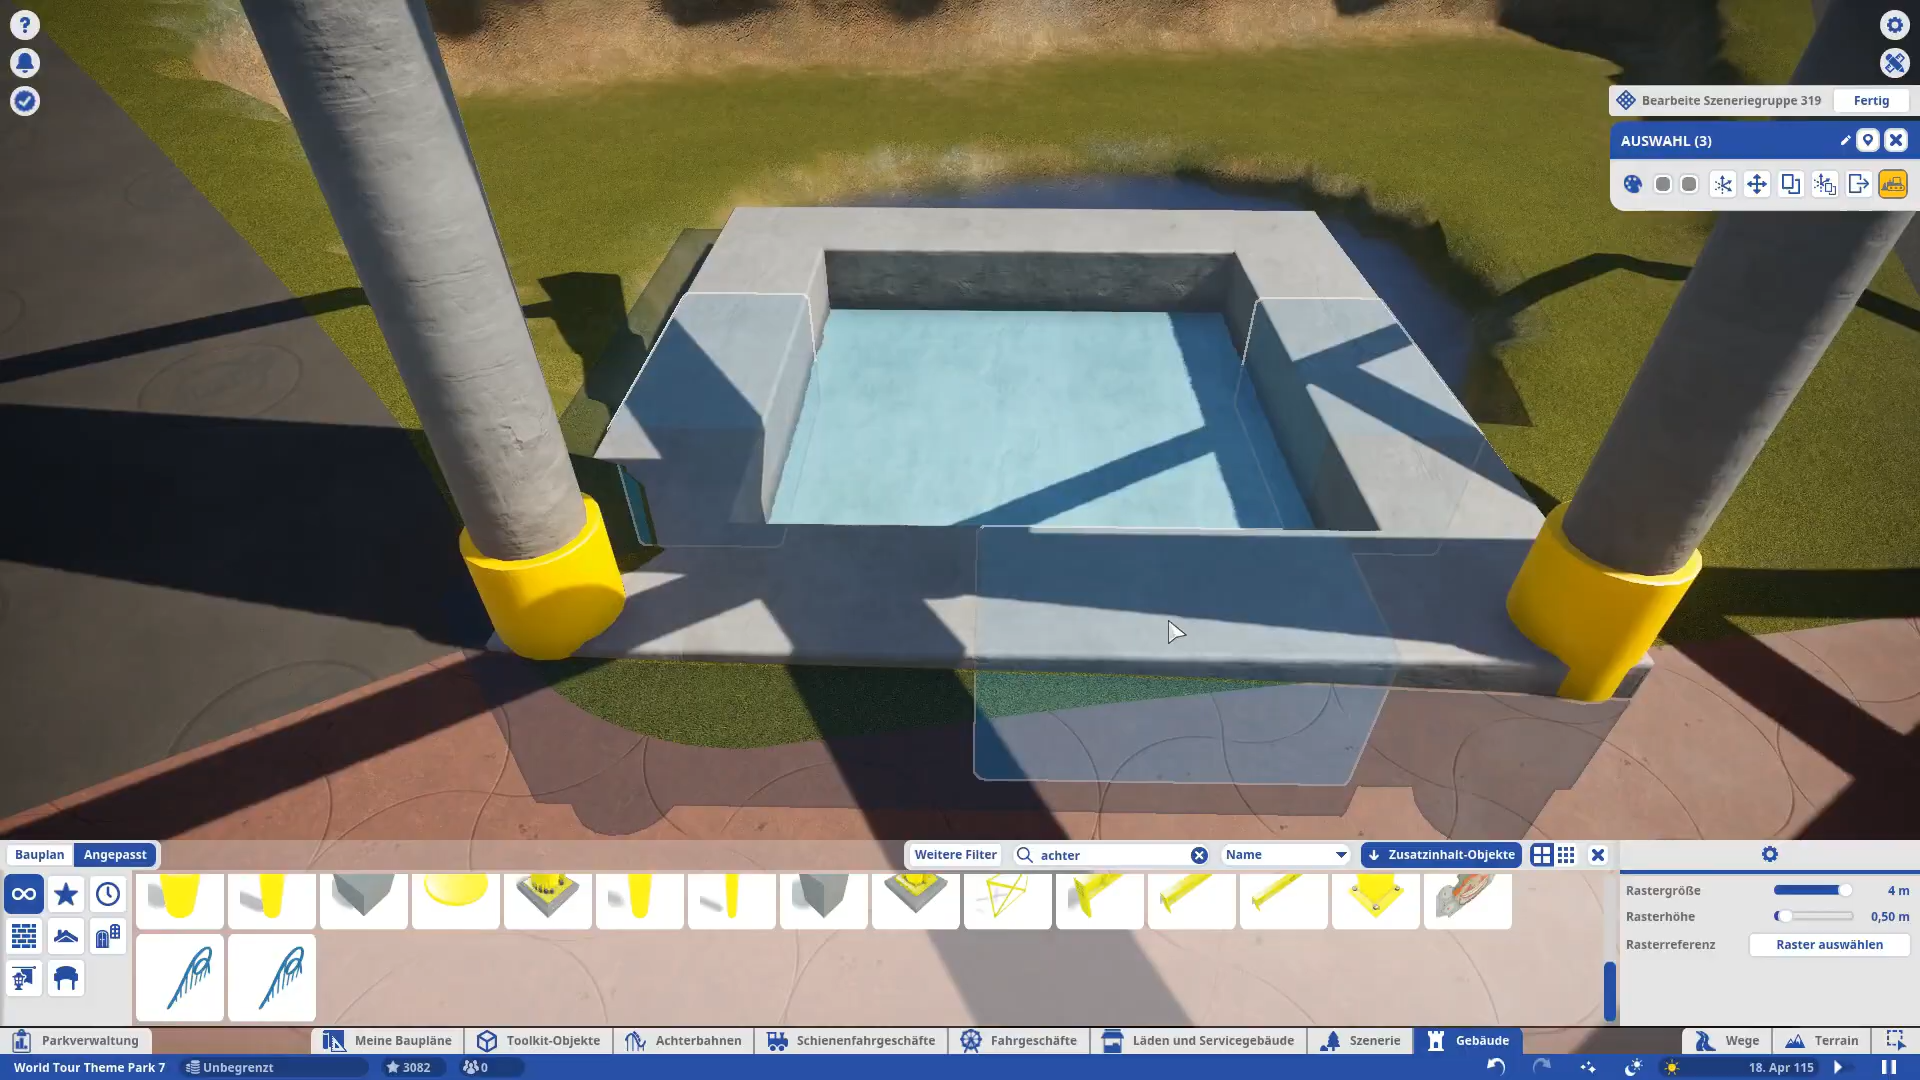 Bearbeite Szeneriegruppe 319
Fertig
AUSWAHL (3)
Bauplan
Angepasst
Weitere Filter
achter
Name
Zusatzinhalt-Objekte
Rastergröße
4 m
Rasterhöhe
0,50 m
Rasterreferenz
Raster auswählen
Parkverwaltung
Meine Baupläne
Toolkit-Objekte
Achterbahnen
Schienenfahrgeschäfte
Fahrgeschäfte
Läden und Servicegebäude
Szenerie
Gebäude
Wege
Terrain
World Tour Theme Park 7
Unbegrenzt
3082
0
18. Apr 115